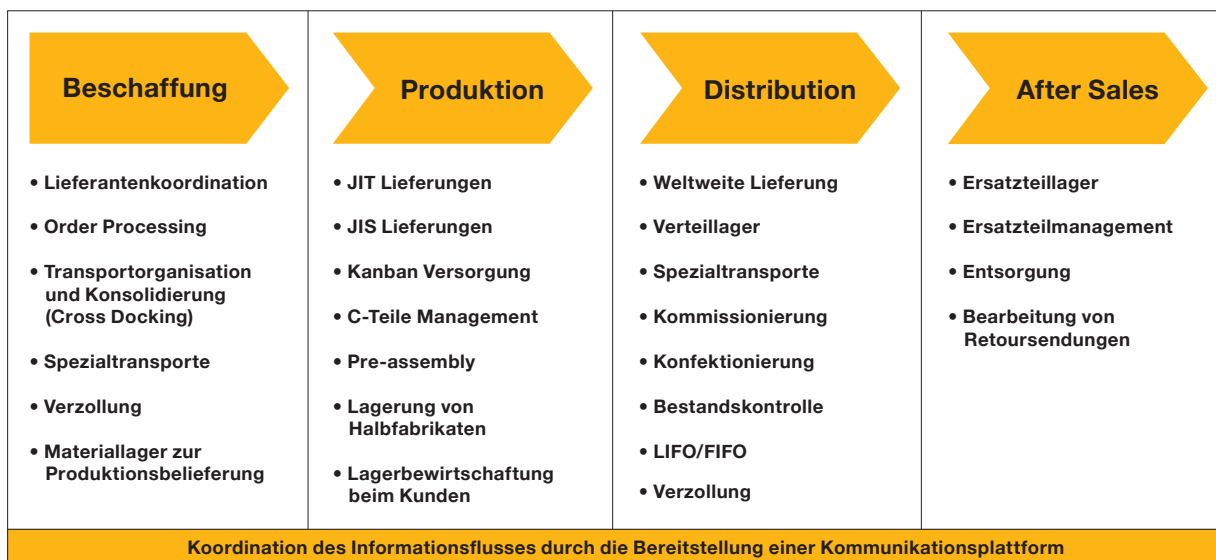 Beschaffung
• Lieferantenkoordination
• Order Processing
• Transportorganisation
und Konsolidierung
(Cross Docking)
• Spezialtransporte
• Verzollung
• Materiallager zur
Produktionsbelieferung
Produktion
• JIT Lieferungen
• JIS Lieferungen
• Kanban Versorgung
• C-Teile Management
• Pre-assembly
• Lagerung von
Halbfabrikaten
• Lagerbewirtschaftung
beim Kunden
Distribution
• Weltweite Lieferung
• Verteillager
• Spezialtransporte
• Kommissionierung
• Konfektionierung
• Bestandskontrolle
• LIFO/FIFO
• Verzollung
After Sales
• Ersatzteillager
• Ersatzteilmanagement
• Entsorgung
• Bearbeitung von
Retoursendungen
Koordination des Informationsflusses durch die Bereitstellung einer Kommunikationsplattform